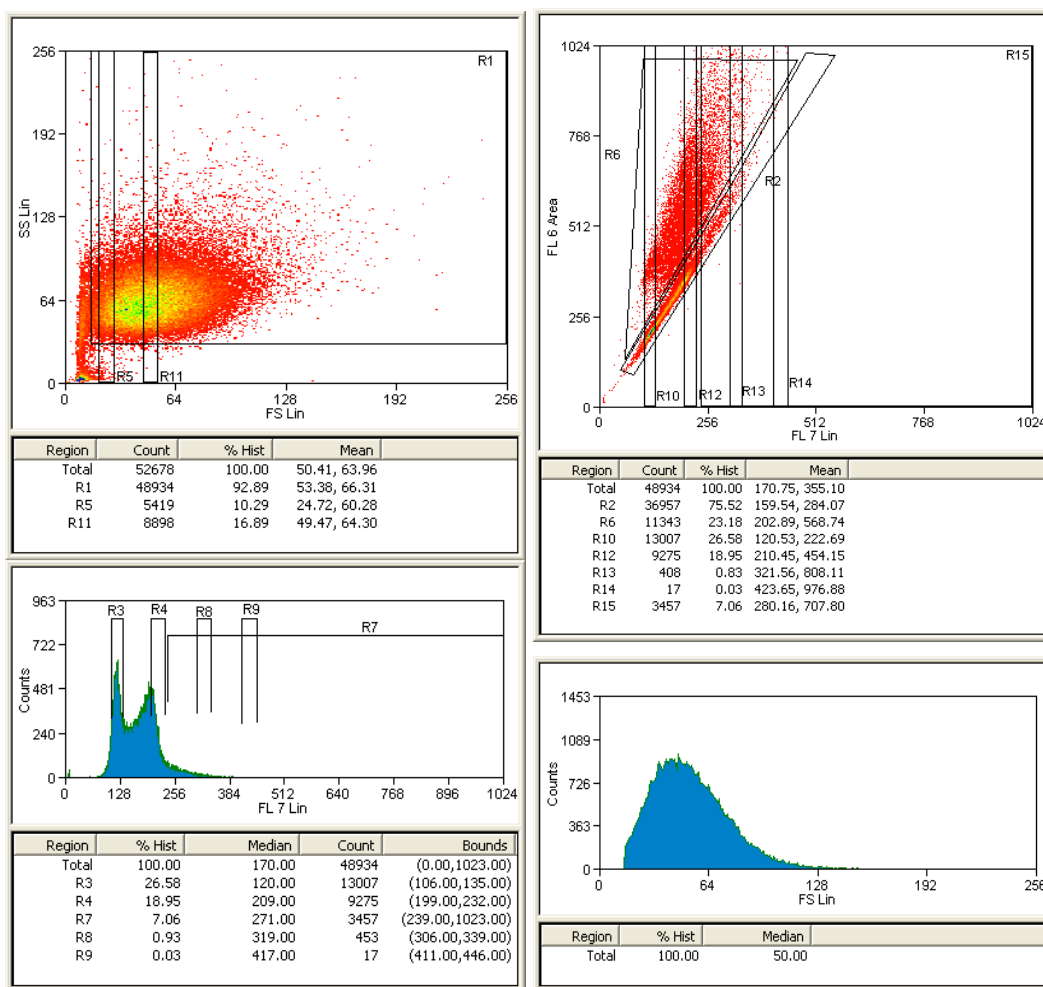 256
192
128
64
0
SS Lin
R1
R5
R11
0
64
128
192
256
FS Lin
Region Count % Hist Mean
Total 52678 100.00 50.41, 63.96
R1 48934 92.89 53.38, 66.31
R5 5419 10.29 24.72, 60.28
R11 8898 16.89 49.47, 64.30
1024
768
512
256
0
FL 6 Area
R15
R6
R2
R10
R12
R13
R14
0
256
512
768
1024
FL 7 Lin
Region Count % Hist Mean
Total 48934 100.00 170.75, 355.10
R2 36957 75.52 159.54, 284.07
R6 11343 23.18 202.89, 568.74
R10 13007 26.58 120.53, 222.69
R12 9275 18.95 210.45, 454.15
R13 408 0.83 321.56, 808.11
R14 17 0.03 423.65, 976.88
R15 3457 7.06 280.16, 707.80
963
722
481
240
0
Counts
R3
R4
R8
R9
R7
0
128
256
384
512
640
768
896
1024
FL 7 Lin
Region % Hist Median Count Bounds
Total 100.00 170.00 48934 (0.00,1023.00)
R3 26.58 120.00 13007 (106.00,135.00)
R4 18.95 209.00 9275 (199.00,232.00)
R7 7.06 271.00 3457 (239.00,1023.00)
R8 0.93 319.00 453 (306.00,339.00)
R9 0.03 417.00 17 (411.00,446.00)
1453
1089
726
363
0
Counts
0
64
128
192
256
FS Lin
Region % Hist Median
Total 100.00 50.00